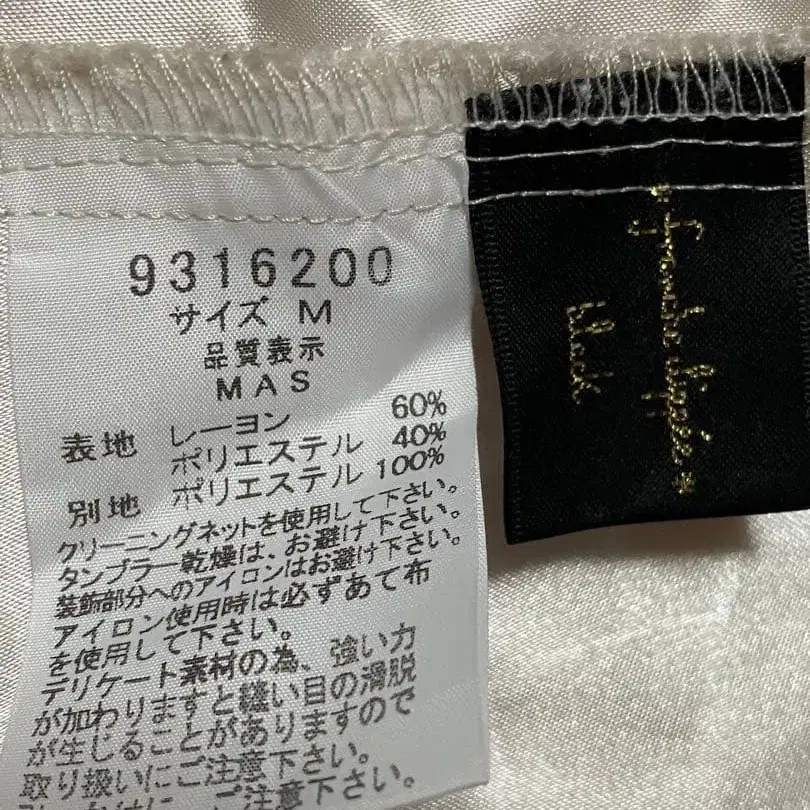 9316200
サイズ M
品質表示
MAS
表地 レーヨン 60%
ポリエステル 40%
別地 ポリエステル 100%
クリーニングネットを使用して下さい。
タンブラー乾燥は、お避け下さい。
装飾部分へのアイロンはお避け下さい。
アイロン使用時は必ずあて布
を使用して下さい。
デリケート素材の為、強い力
が加わりますと縫い目の滑脱
が生じることがありますので
取り扱いにご注意下さい。
black